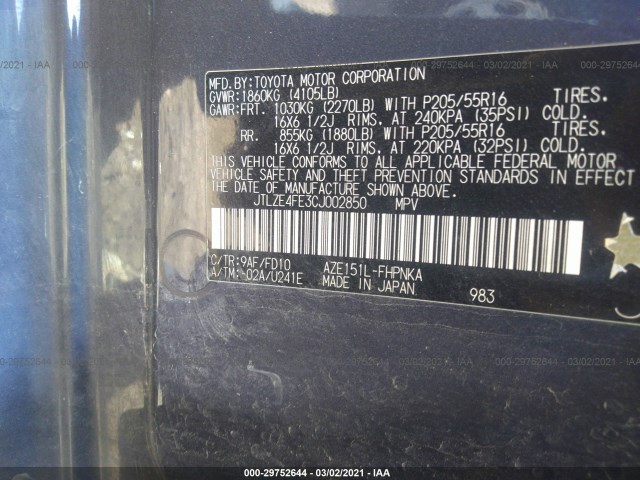 MFD.BY:TOYOTA MOTOR CORPORATION
GVWR:1860KG (4105LB)
GAWR:FRT. 1030KG (2270LB) WITH P205/55R16 TIRES.
16X6 1/2J RIMS. AT 240KPA (35PSI) COLD.
RR. 855KG (1880LB) WITH P205/55R16 TIRES.
16X6 1/2J RIMS. AT 220KPA (32PSI) COLD.
THIS VEHICLE CONFORMS TO ALL APPLICABLE FEDERAL MOTOR
VEHICLE SAFETY AND THEFT PREVENTION STANDARDS IN EFFECT
ON THE DATE OF MANUFACTURE SHOWN ABOVE.
JTLZE4FE3CJ002850 MPV
C/TR:9AF/FD10 AZE151L-FHPNKA
A/TM:-02A/U241E MADE IN JAPAN 983
000-29752644 - 03/02/2021 - IAA